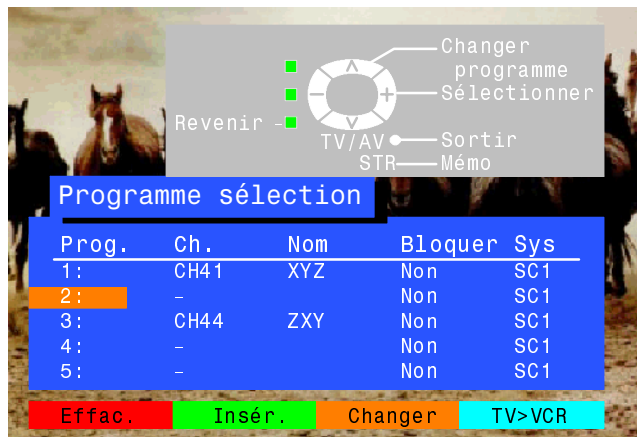 Changer
programme
Sélectionner
Revenir
TV/AV Sortir
STR Mémo
Programme sélection
Prog. Ch. Nom Bloquer Sys
1: CH41 XYZ Non SC1
2: – Non SC1
3: CH44 ZXY Non SC1
4: – Non SC1
5: – Non SC1
Effac. Insér. Changer TV>VCR